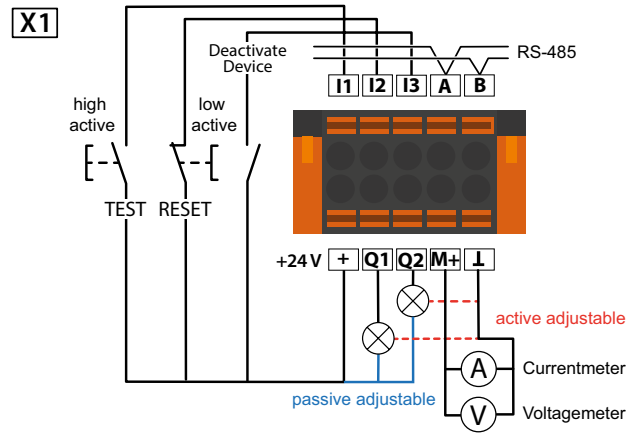 X1
Deactivate
Device
RS-485
I1 I2 I3 A B
high
active
low
active
TEST RESET
+24 V + Q1 Q2 M+ ⊥
active adjustable
passive adjustable
A Currentmeter
V Voltagemeter